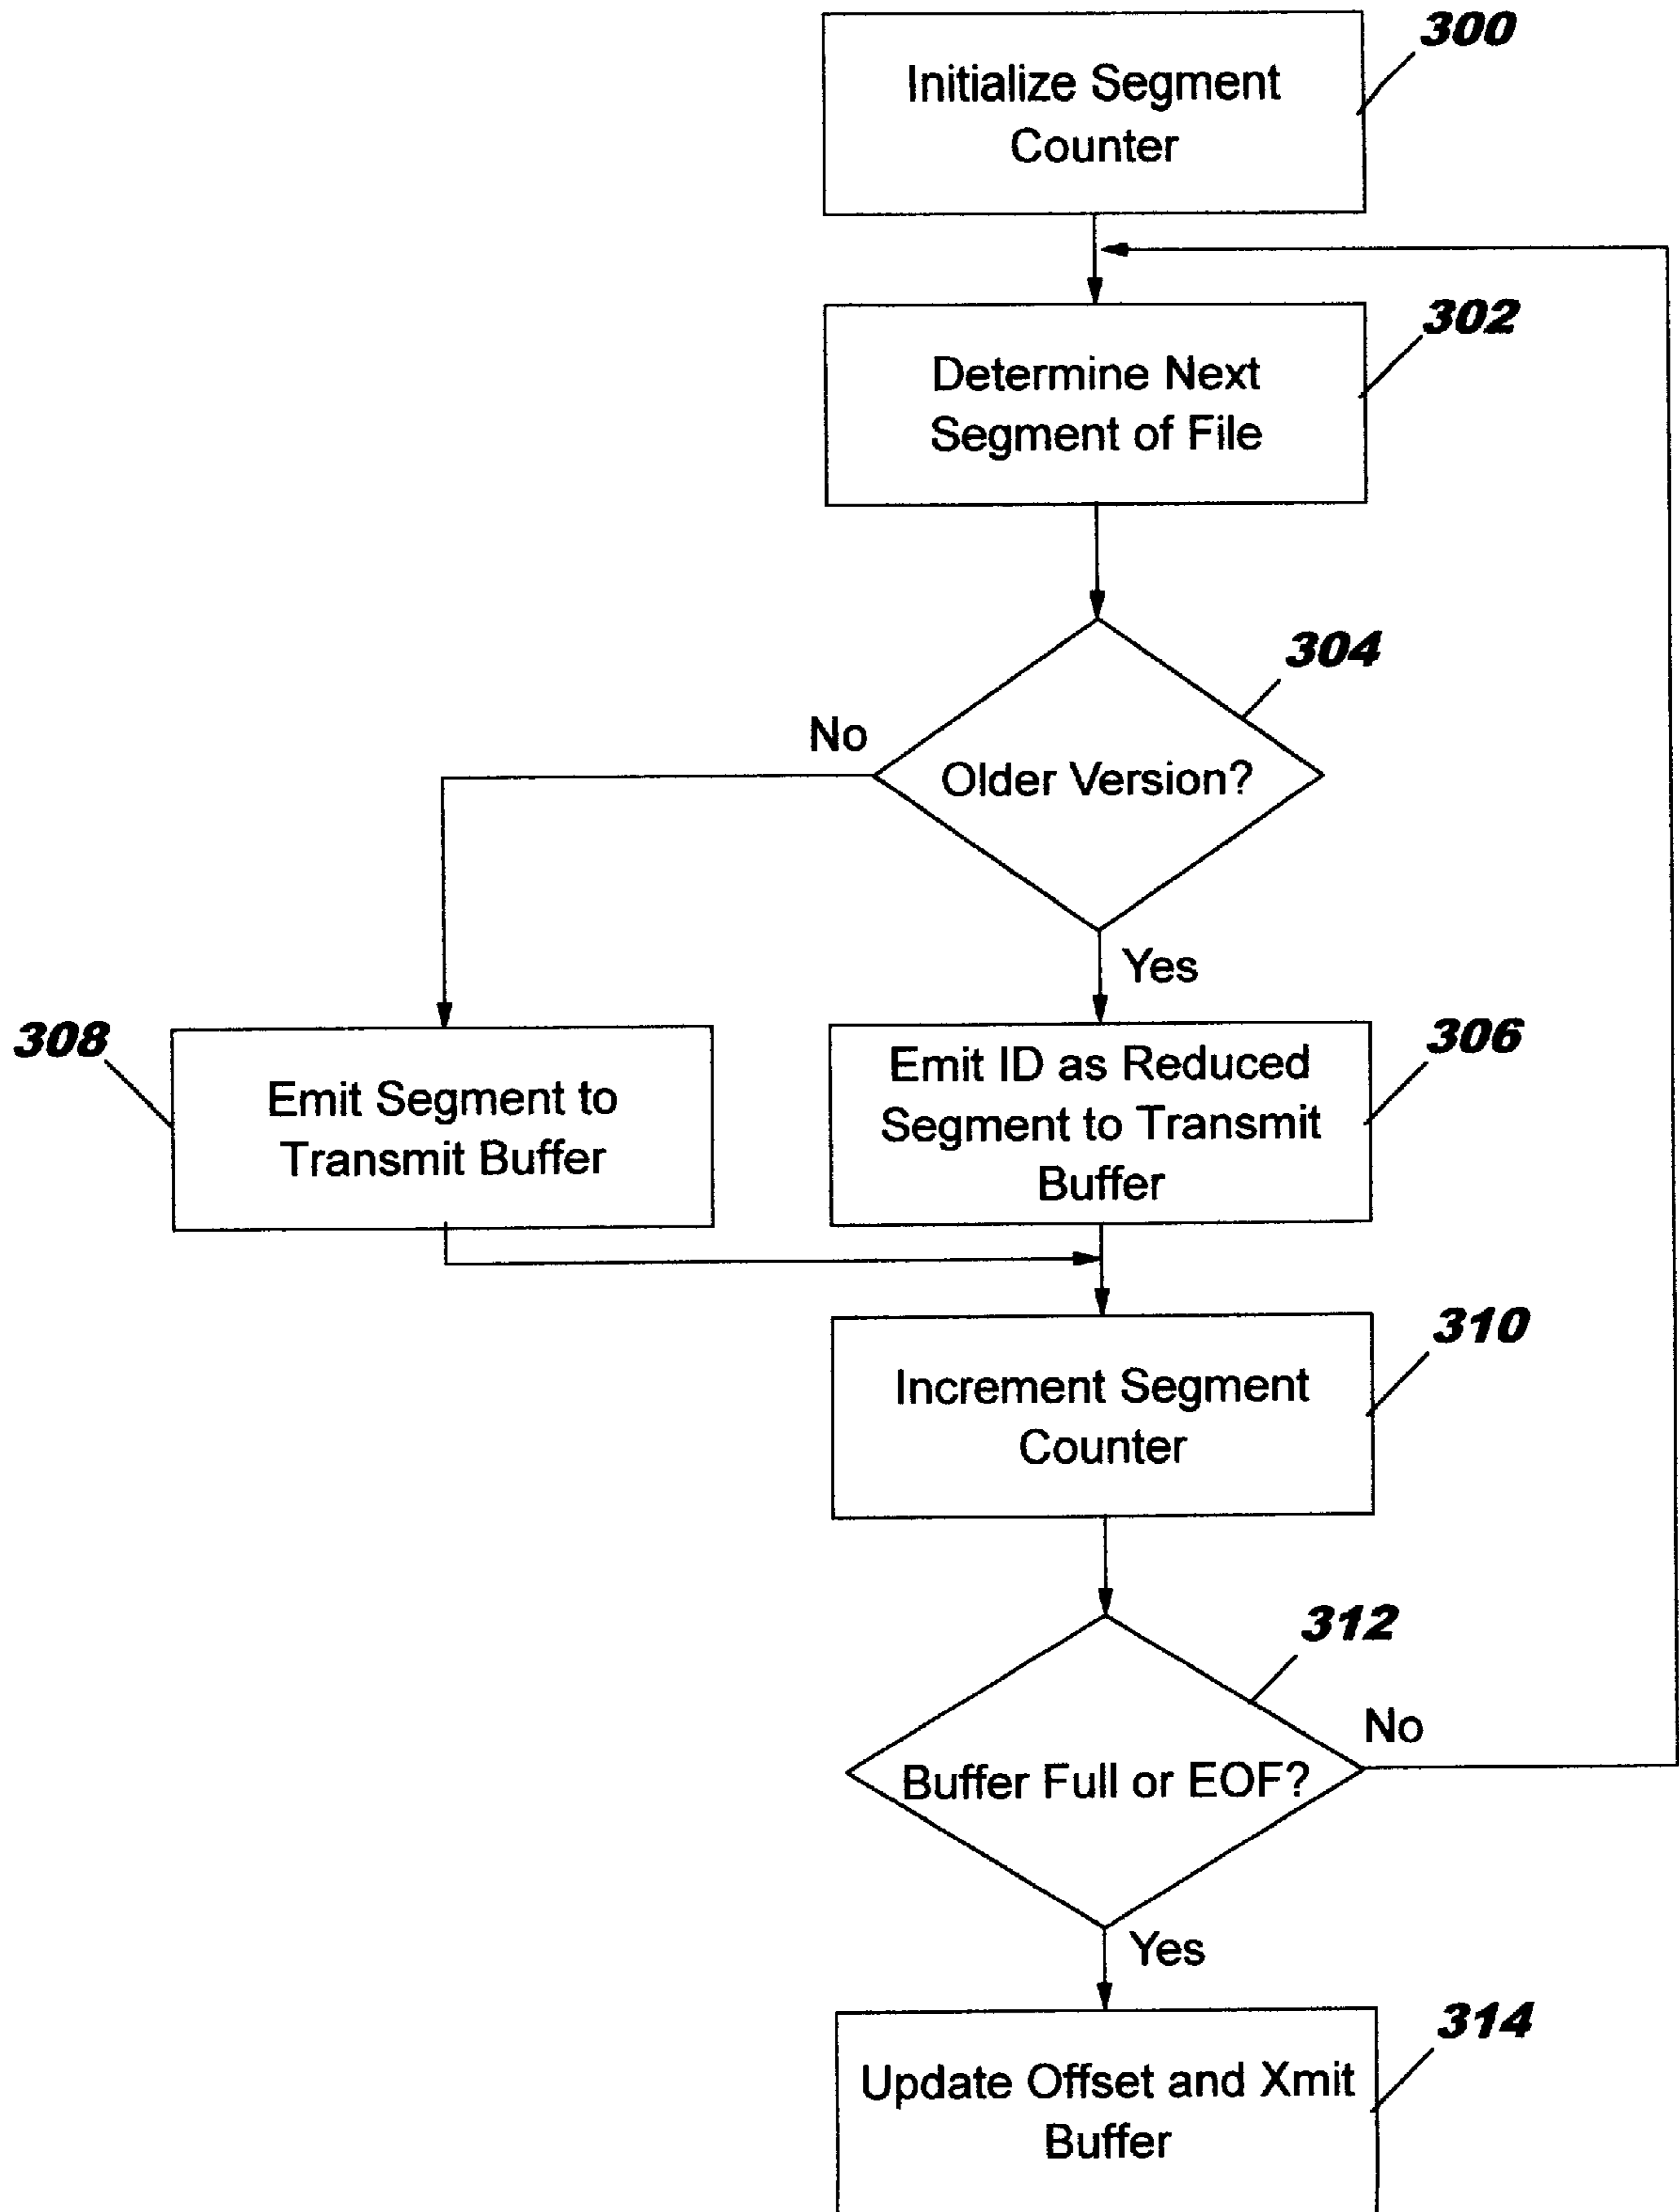 300
Initialize Segment
Counter
302
Determine Next
Segment of File
304
No
Older Version?
Yes
308
Emit Segment to
Transmit Buffer
306
Emit ID as Reduced
Segment to Transmit
Buffer
310
Increment Segment
Counter
312
No
Buffer Full or EOF?
Yes
314
Update Offset and Xmit
Buffer